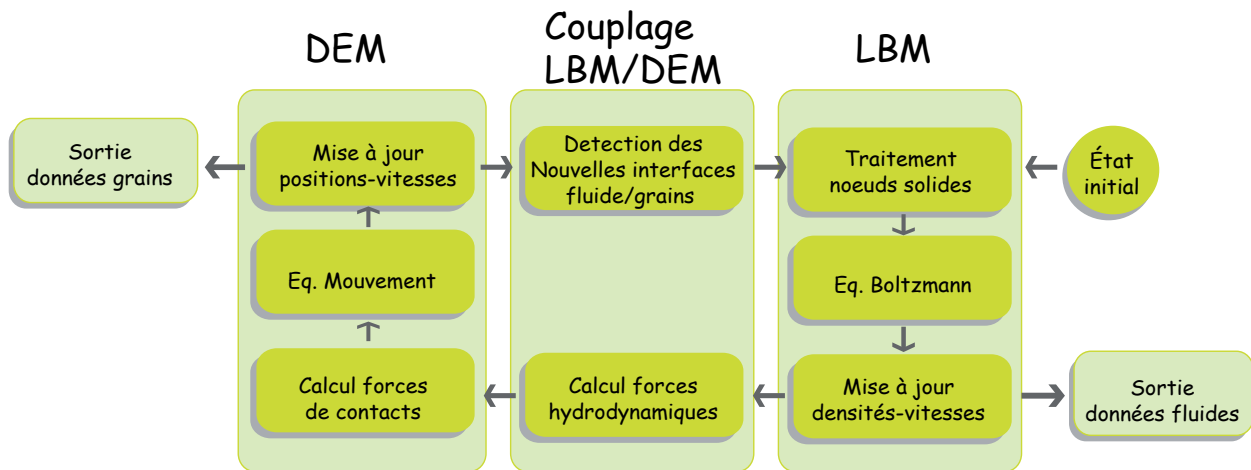 DEM
Couplage
LBM/DEM
LBM
Sortie
données grains
Mise à jour
positions-vitesses
Detection des
Nouvelles interfaces
fluide/grains
Traitement
noeuds solides
État
initial
Eq. Mouvement
Eq. Boltzmann
Calcul forces
de contacts
Calcul forces
hydrodynamiques
Mise à jour
densités-vitesses
Sortie
données fluides